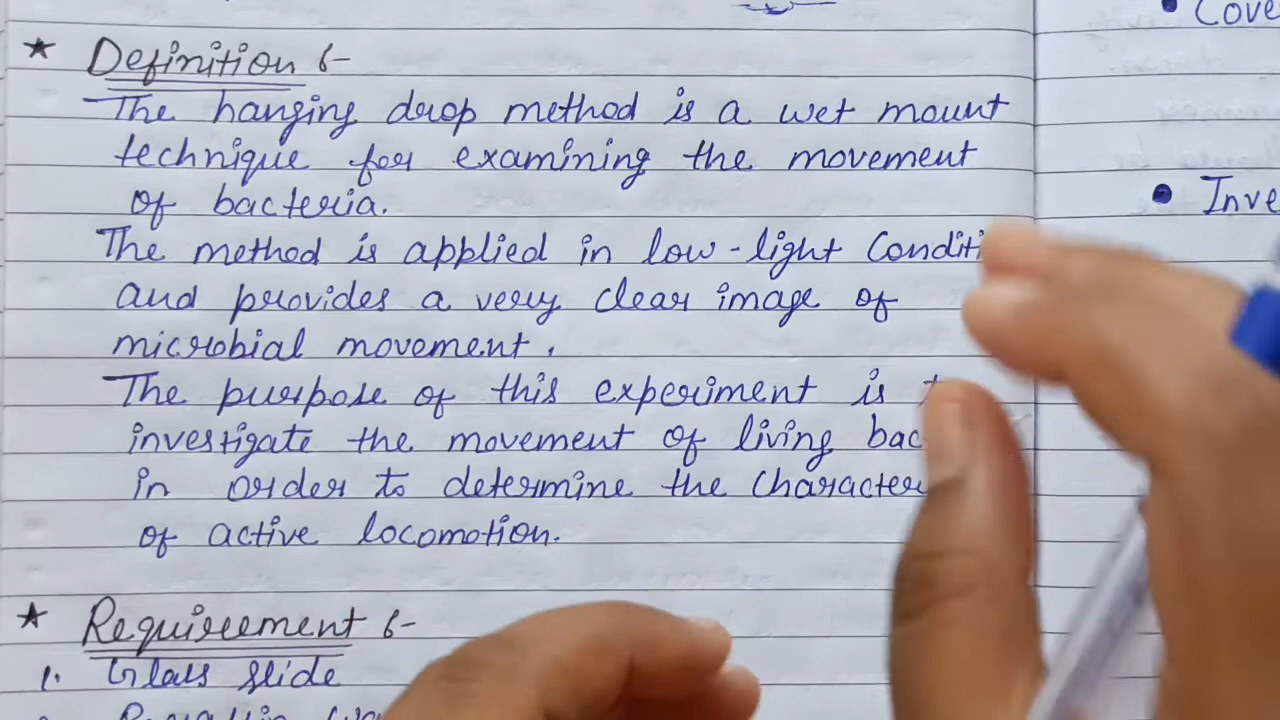 ★ Definition :-
The hanging drop method is a wet mount
technique for examining the movement
of bacteria.
The method is applied in low-light Conditi
and provides a very clear image of
microbial movement.
The purpose of this experiment is
investigate the movement of living bac
in order to determine the Character
of active locomotion.
★ Requirement :-
1. Glass slide
• Cove
• Inve